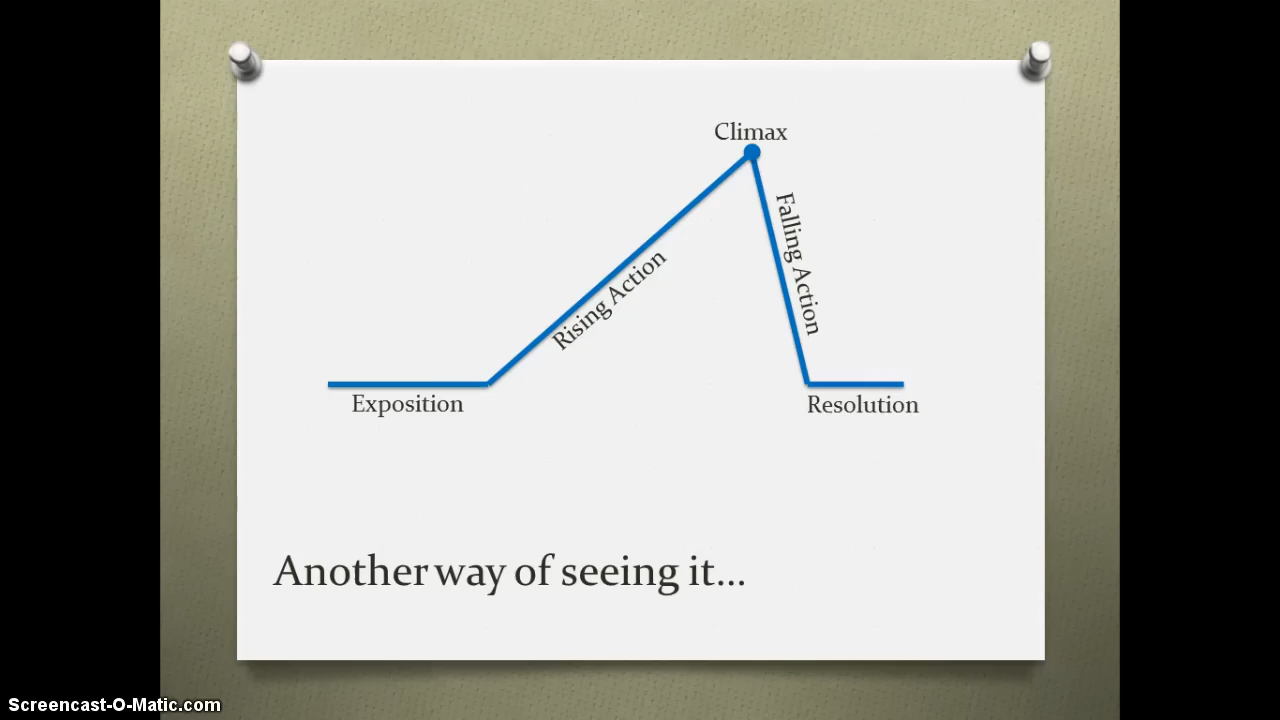 Climax
Falling Action
Rising Action
Exposition
Resolution
Another way of seeing it...
Screencast-O-Matic.com